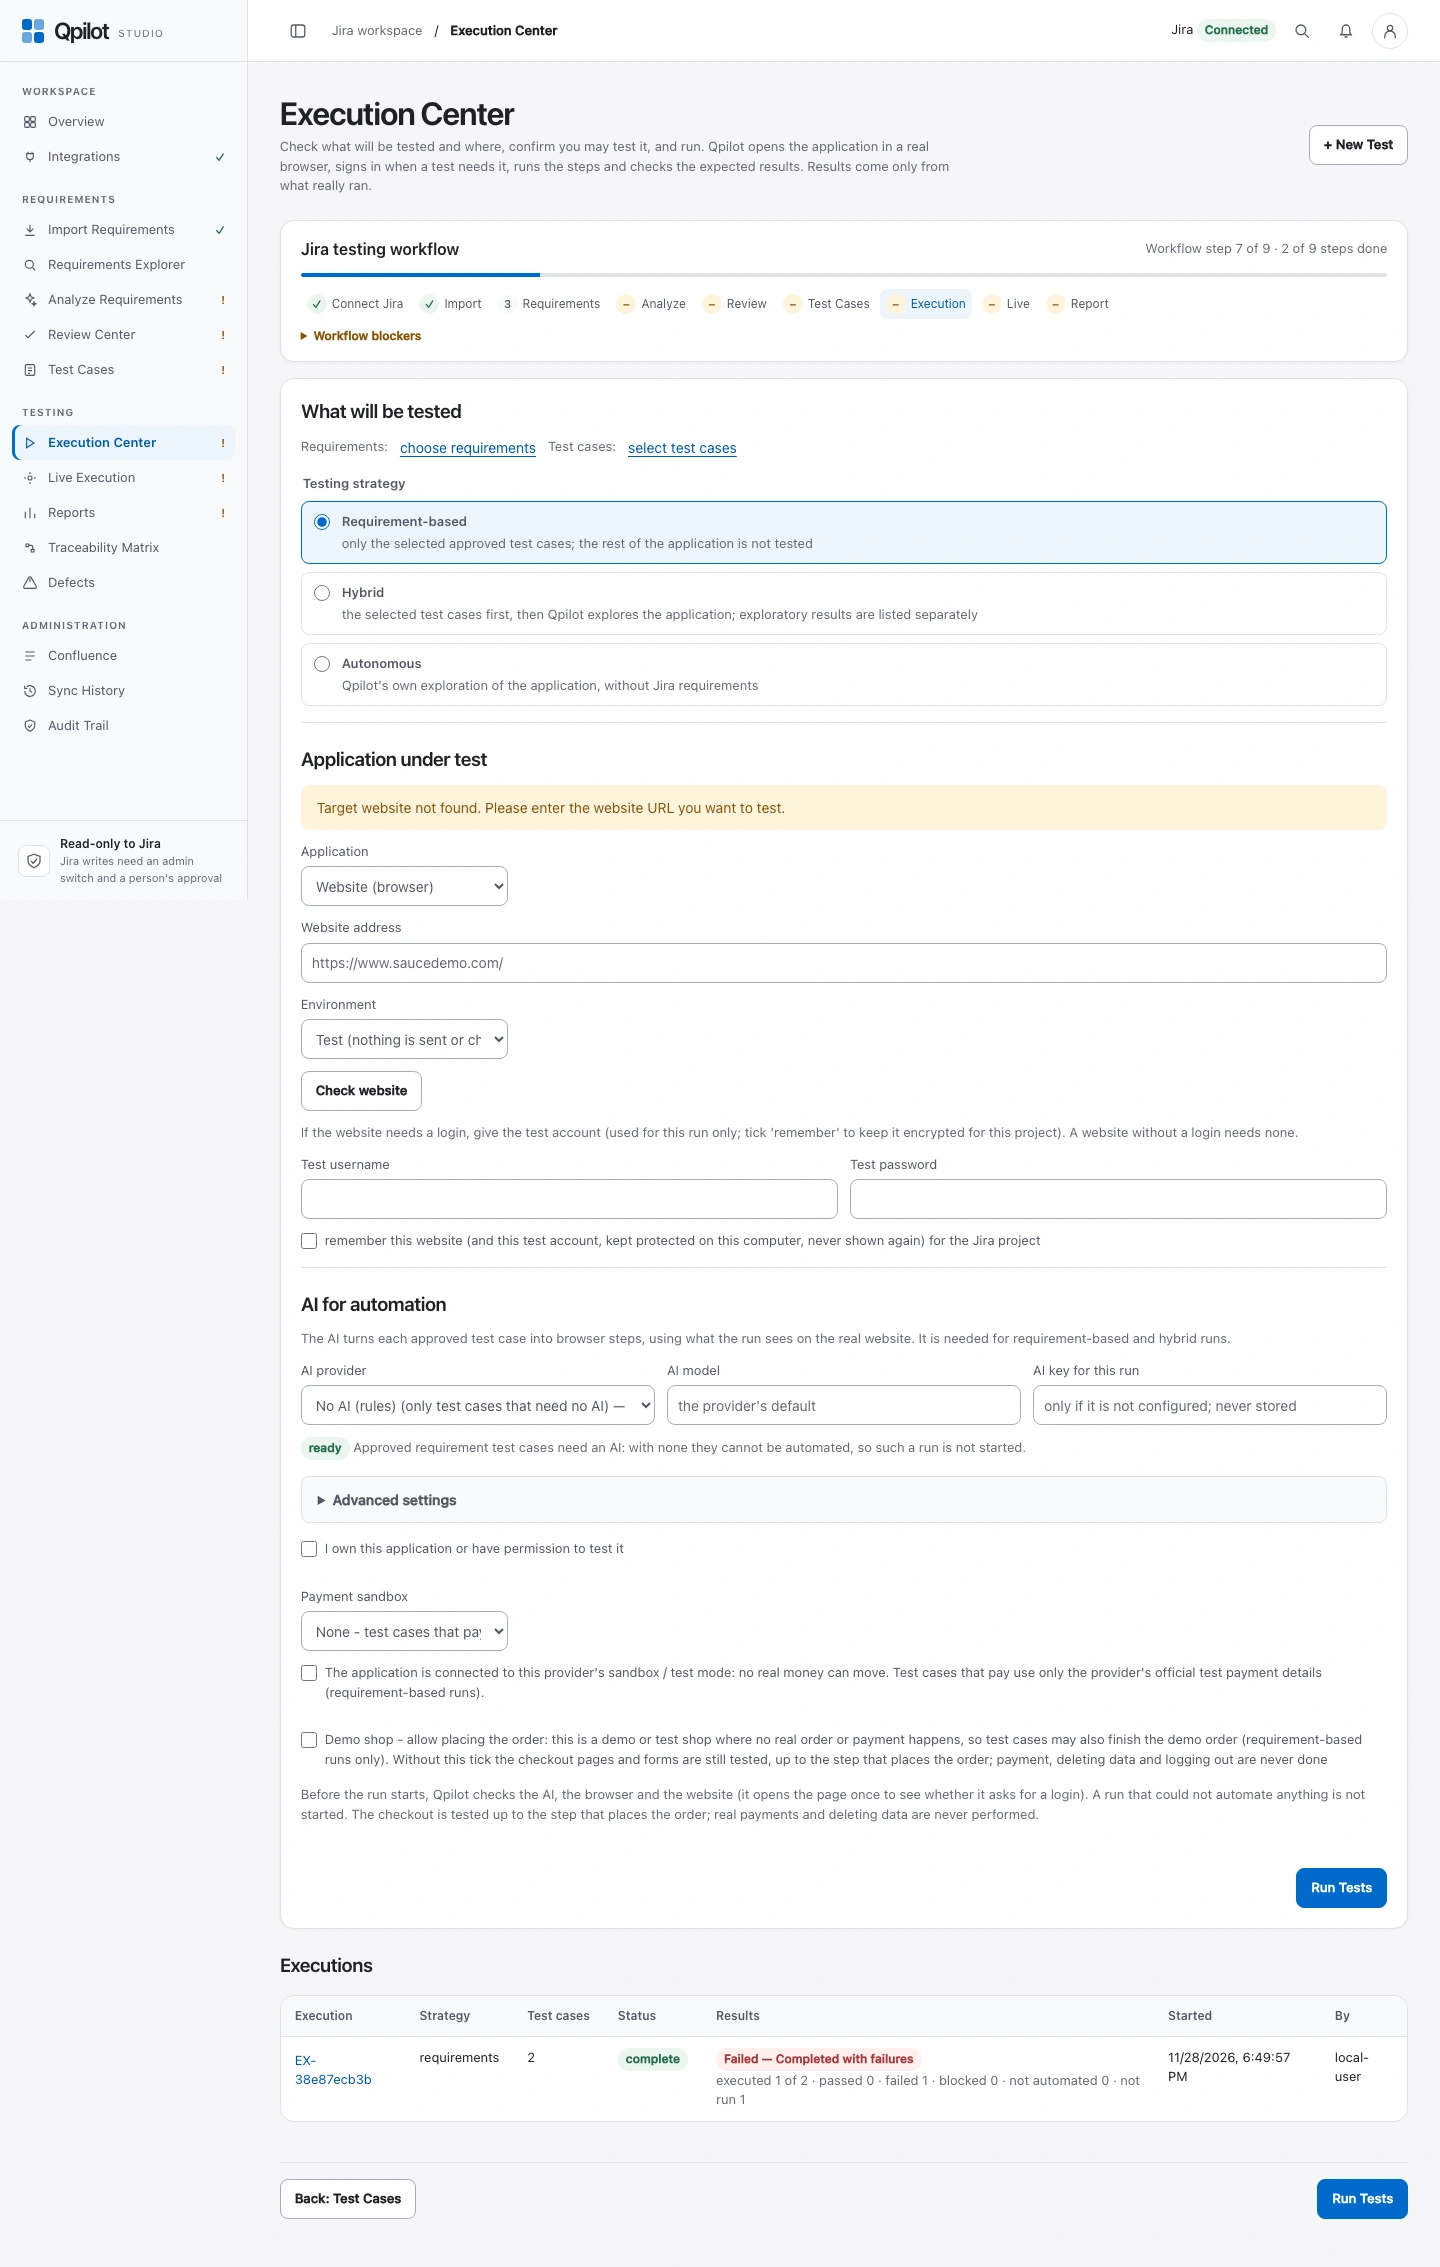 Qpilot STUDIO
Jira workspace / Execution Center
Jira Connected
WORKSPACE
Overview
Integrations
REQUIREMENTS
Import Requirements
Requirements Explorer
Analyze Requirements !
Review Center !
Test Cases !
TESTING
Execution Center !
Live Execution !
Reports !
Traceability Matrix
Defects
ADMINISTRATION
Confluence
Sync History
Audit Trail
Read-only to Jira
Jira writes need an admin
switch and a person's approval
Execution Center
Check what will be tested and where, confirm you may test it, and run. Qpilot opens the application in a real
browser, signs in when a test needs it, runs the steps and checks the expected results. Results come only from
what really ran.
+ New Test
Jira testing workflow
Workflow step 7 of 9 · 2 of 9 steps done
Connect Jira Import 3 Requirements – Analyze – Review – Test Cases – Execution – Live – Report
Workflow blockers
What will be tested
Requirements: choose requirements Test cases: select test cases
Testing strategy
Requirement-based
only the selected approved test cases; the rest of the application is not tested
Hybrid
the selected test cases first, then Qpilot explores the application; exploratory results are listed separately
Autonomous
Qpilot's own exploration of the application, without Jira requirements
Application under test
Target website not found. Please enter the website URL you want to test.
Application
Website (browser)
Website address
https://www.saucedemo.com/
Environment
Test (nothing is sent or ch
Check website
If the website needs a login, give the test account (used for this run only; tick 'remember' to keep it encrypted for this project). A website without a login needs none.
Test username Test password
remember this website (and this test account, kept protected on this computer, never shown again) for the Jira project
AI for automation
The AI turns each approved test case into browser steps, using what the run sees on the real website. It is needed for requirement-based and hybrid runs.
AI provider AI model AI key for this run
No AI (rules) (only test cases that need no AI) — the provider's default only if it is not configured; never stored
ready Approved requirement test cases need an AI: with none they cannot be automated, so such a run is not started.
Advanced settings
I own this application or have permission to test it
Payment sandbox
None - test cases that pay
The application is connected to this provider's sandbox / test mode: no real money can move. Test cases that pay use only the provider's official test payment details
(requirement-based runs).
Demo shop - allow placing the order: this is a demo or test shop where no real order or payment happens, so test cases may also finish the demo order (requirement-based
runs only). Without this tick the checkout pages and forms are still tested, up to the step that places the order; payment, deleting data and logging out are never done
Before the run starts, Qpilot checks the AI, the browser and the website (it opens the page once to see whether it asks for a login). A run that could not automate anything is not
started. The checkout is tested up to the step that places the order; real payments and deleting data are never performed.
Run Tests
Executions
Execution Strategy Test cases Status Results Started By
EX-
38e87ecb3b
requirements 2 complete
Failed — Completed with failures
executed 1 of 2 · passed 0 · failed 1 · blocked 0 · not automated 0 · not
run 1
11/28/2026, 6:49:57
PM
local-
user
Back: Test Cases
Run Tests